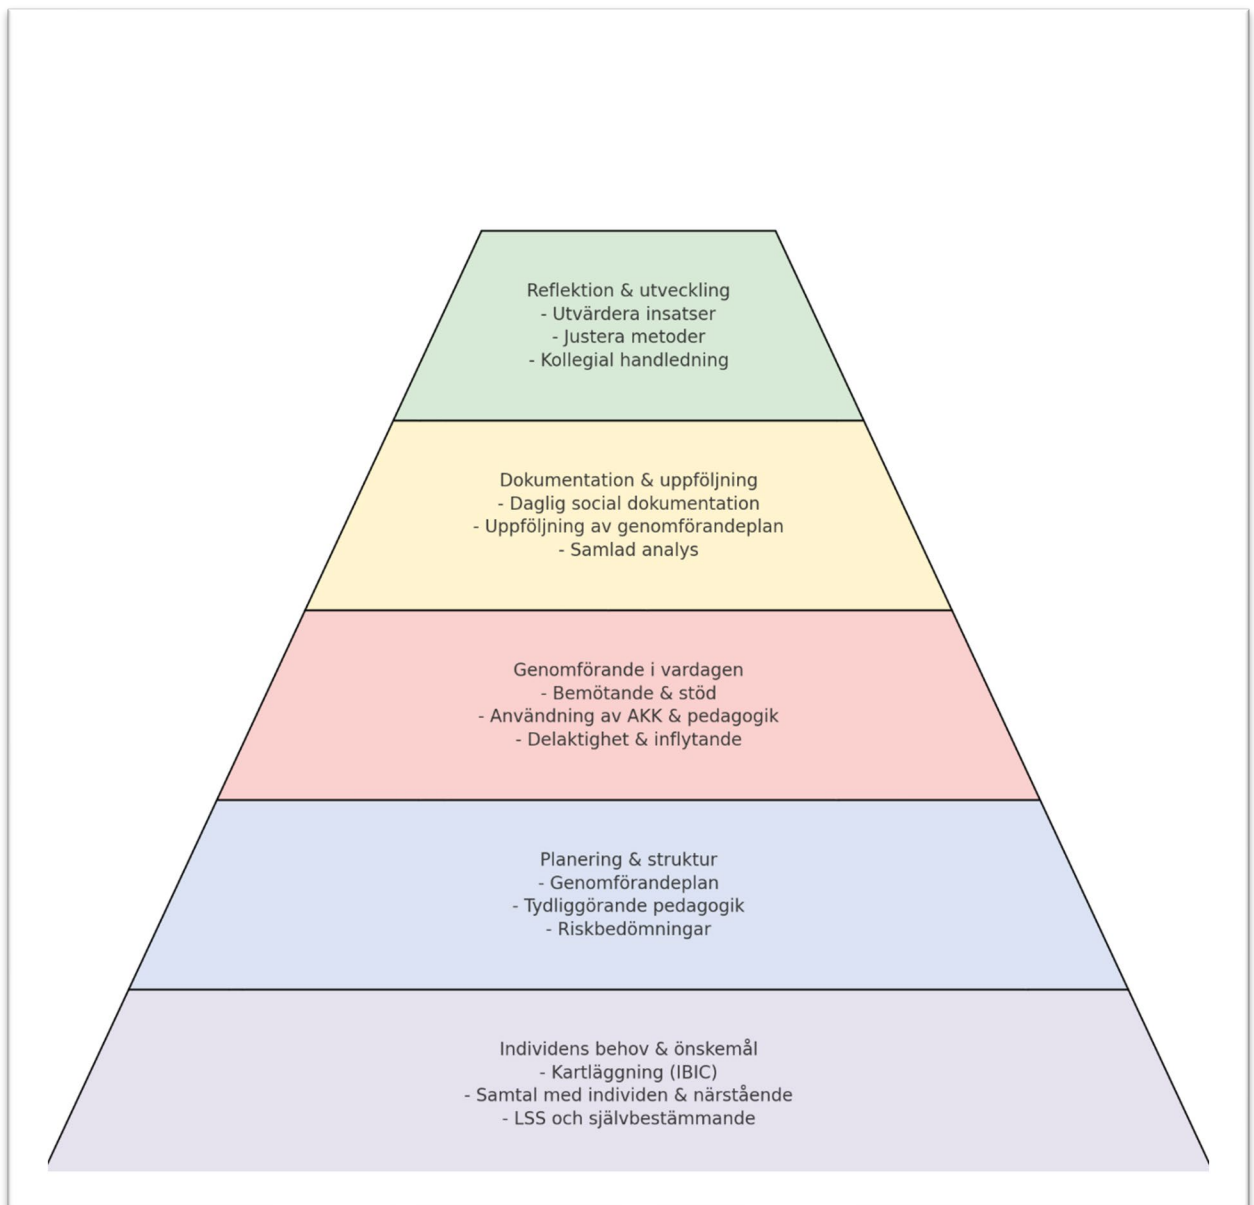 Reflektion & utveckling
- Utvärdera insatser
- Justera metoder
- Kollegial handledning
Dokumentation & uppföljning
- Daglig social dokumentation
- Uppföljning av genomförandeplan
- Samlad analys
Genomförande i vardagen
- Bemötande & stöd
- Användning av AKK & pedagogik
- Delaktighet & inflytande
Planering & struktur
- Genomförandeplan
- Tydliggörande pedagogik
- Riskbedömningar
Individens behov & önskemål
- Kartläggning (IBIC)
- Samtal med individen & närstående
- LSS och självbestämmande